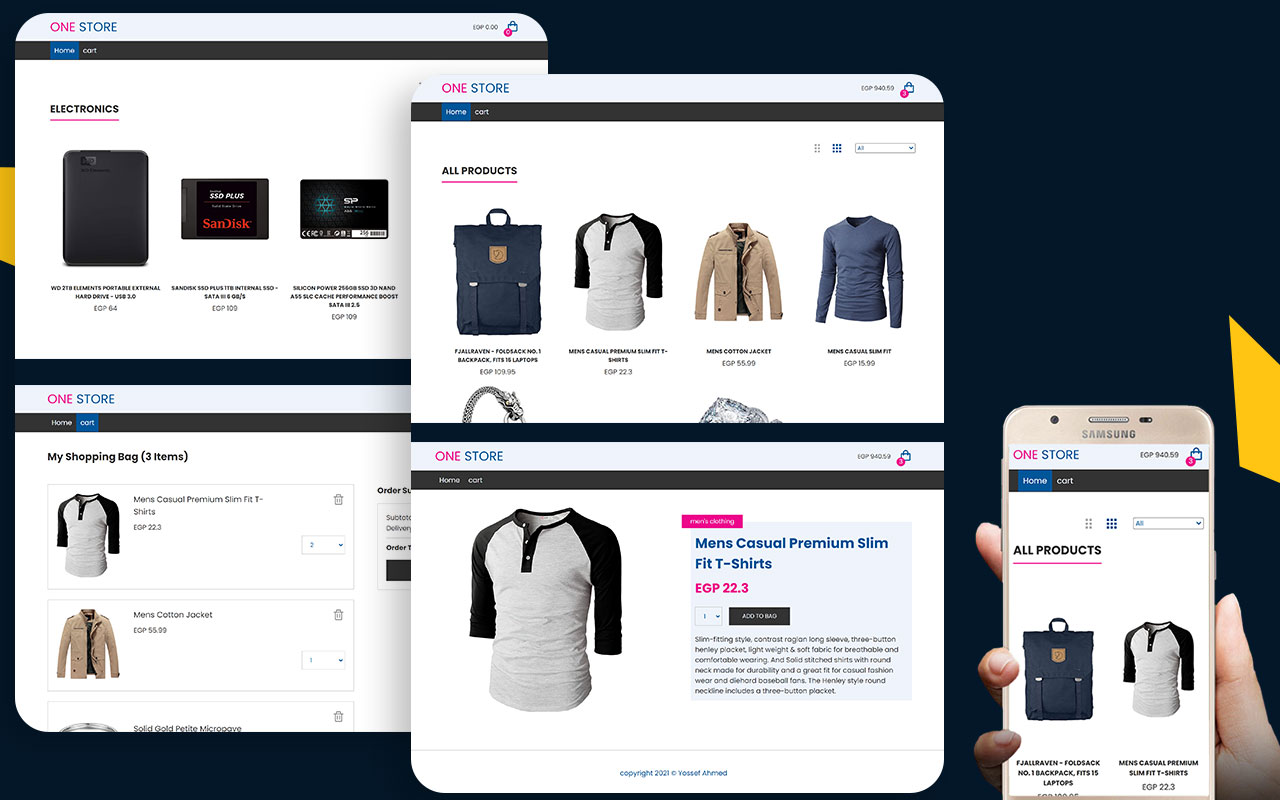 ONE STORE
EGP 0.00
0
Home cart
ELECTRONICS
SSD PLUS
SanDisk
SP
WD 2TB ELEMENTS PORTABLE EXTERNAL
HARD DRIVE - USB 3.0
EGP 64
SANDISK SSD PLUS 1TB INTERNAL SSD -
SATA III 6 GB/S
EGP 109
SILICON POWER 256GB SSD 3D NAND
A55 SLC CACHE PERFORMANCE BOOST
SATA III 2.5
EGP 109
ONE STORE
Home cart
My Shopping Bag (3 Items)
Mens Casual Premium Slim Fit T-
Shirts
EGP 22.3
2
Mens Cotton Jacket
EGP 55.99
1
Solid Gold Petite Micropave
Order Su
Subtota
Delivery
Order T
ONE STORE
EGP 940.59
3
Home cart
All
ALL PRODUCTS
FJALLRAVEN - FOLDSACK NO. 1
BACKPACK, FITS 15 LAPTOPS
EGP 109.95
MENS CASUAL PREMIUM SLIM FIT T-
SHIRTS
EGP 22.3
MENS COTTON JACKET
EGP 55.99
MENS CASUAL SLIM FIT
EGP 15.99
ONE STORE
EGP 940.59
3
Home cart
men's clothing
Mens Casual Premium Slim
Fit T-Shirts
EGP 22.3
1
ADD TO BAG
Slim-fitting style, contrast raglan long sleeve, three-button
henley placket, light weight & soft fabric for breathable and
comfortable wearing. And Solid stitched shirts with round
neck made for durability and a great fit for casual fashion
wear and diehard baseball fans. The Henley style round
neckline includes a three-button placket.
copyright 2021 © Yossef Ahmed
SAMSUNG
ONE STORE
EGP 940.59
3
Home cart
All
ALL PRODUCTS
FJALLRAVEN - FOLDSACK
NO. 1 BACKPACK, FITS 15
LAPTOPS
EGP 109.95
MENS CASUAL PREMIUM
SLIM FIT T-SHIRTS
EGP 22.3